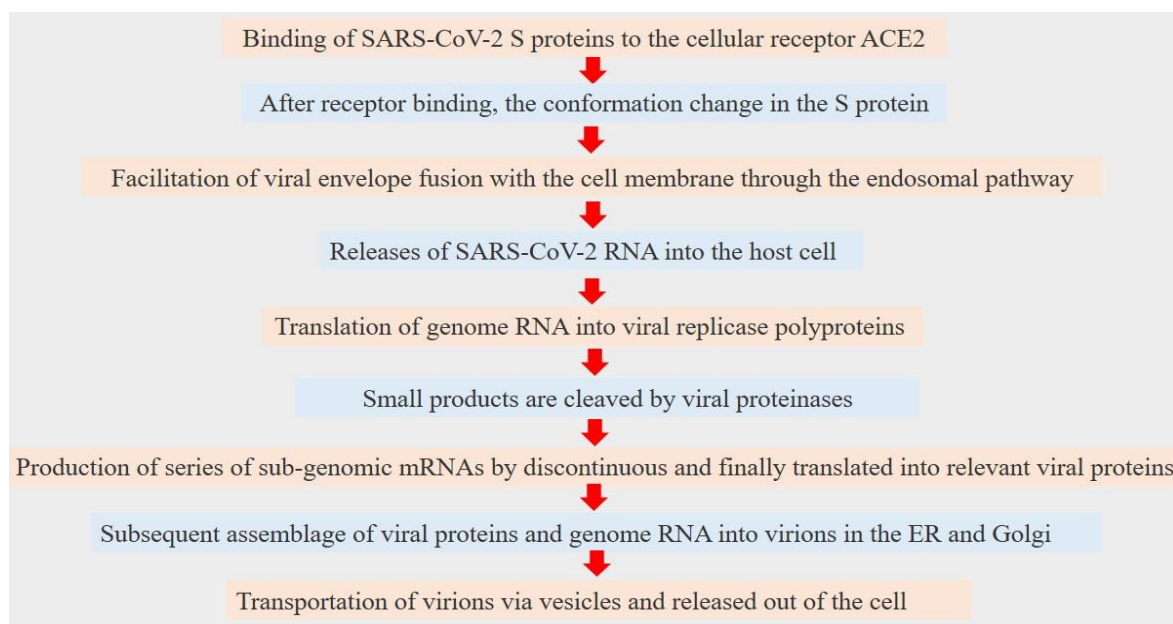 Binding of SARS-CoV-2 S proteins to the cellular receptor ACE2
After receptor binding, the conformation change in the S protein
Facilitation of viral envelope fusion with the cell membrane through the endosomal pathway
Releases of SARS-CoV-2 RNA into the host cell
Translation of genome RNA into viral replicase polyproteins
Small products are cleaved by viral proteinases
Production of series of sub-genomic mRNAs by discontinuous and finally translated into relevant viral proteins
Subsequent assemblage of viral proteins and genome RNA into virions in the ER and Golgi
Transportation of virions via vesicles and released out of the cell